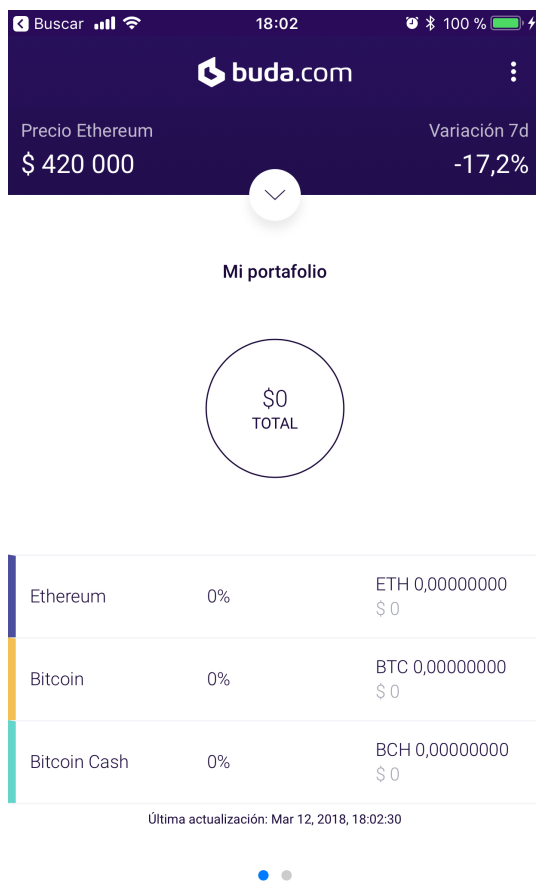 Buscar 18:02 100 %
buda.com
Precio Ethereum Variación 7d
$ 420 000 -17,2%
Mi portafolio
$0
TOTAL
Ethereum 0% ETH 0,00000000
$ 0
Bitcoin 0% BTC 0,00000000
$ 0
Bitcoin Cash 0% BCH 0,00000000
$ 0
Última actualización: Mar 12, 2018, 18:02:30